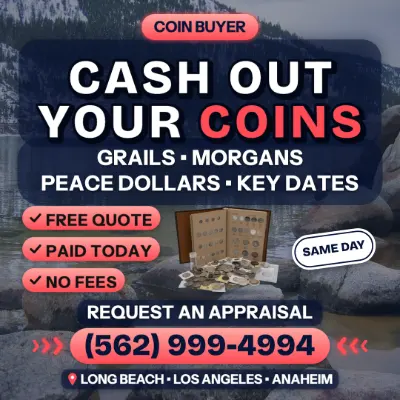 COIN BUYER
CASH OUT
YOUR COINS
GRAILS ▪ MORGANS
PEACE DOLLARS ▪ KEY DATES
✓ FREE QUOTE
✓ PAID TODAY
✓ NO FEES
SAME DAY
REQUEST AN APPRAISAL
(562) 999-4994
LONG BEACH ▪ LOS ANGELES ▪ ANAHEIM